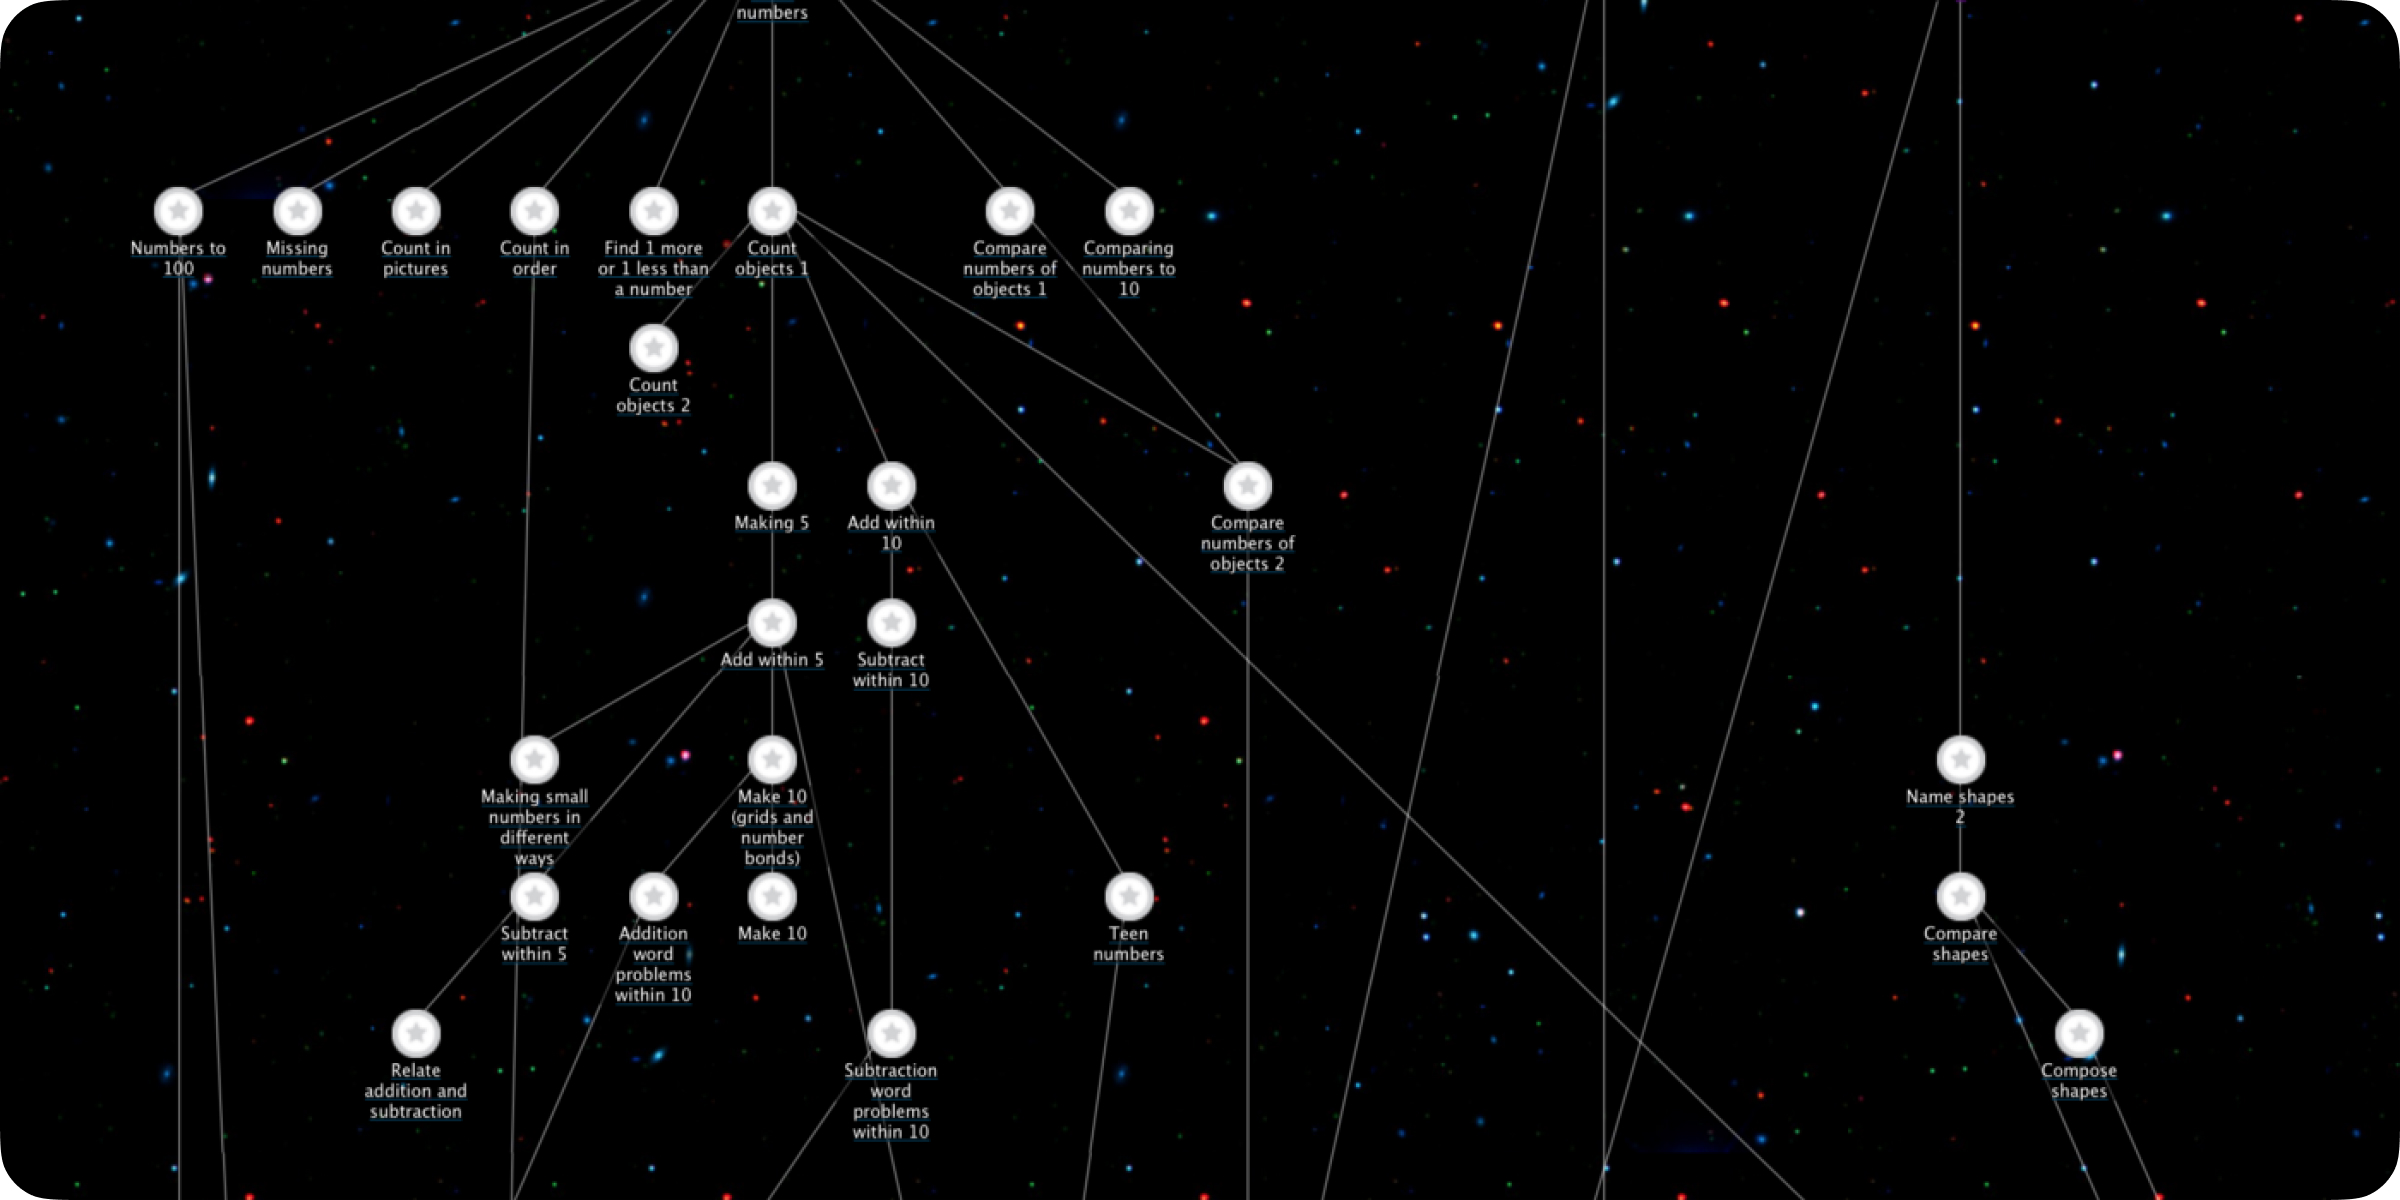 numbers
Numbers to
100
Missing
numbers
Count in
pictures
Count in
order
Find 1 more
or 1 less than
a number
Count
objects 1
Compare
numbers of
objects 1
Comparing
numbers to
10
Count
objects 2
Making 5
Add within
10
Compare
numbers of
objects 2
Add within 5
Subtract
within 10
Making small
numbers in
different
ways
Make 10
(grids and
number
bonds)
Name shapes
2
Subtract
within 5
Addition
word
problems
within 10
Make 10
Teen
numbers
Compare
shapes
Relate
addition and
subtraction
Subtraction
word
problems
within 10
Compose
shapes